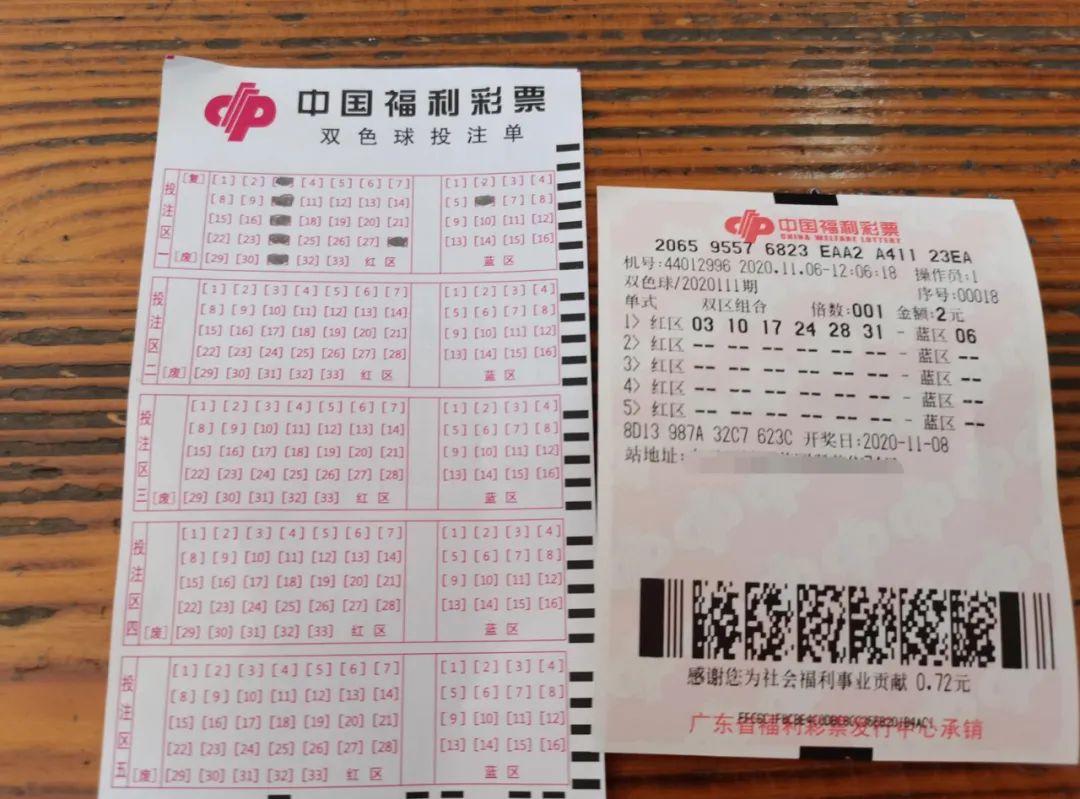 中国福利彩票
双色球投注单
投注区一
[复] [1] [2] [4] [5] [6] [7] [1] [2] [3] [4]
[8] [9] [11] [12] [13] [14] [5] [7] [8]
[15] [16] [18] [19] [20] [21] [9] [10] [11] [12]
[22] [23] [25] [26] [27] [13] [14] [15] [16]
[废] [29] [30] [32] [33] 红区 蓝区
投注区二
[1] [2] [3] [4] [5] [6] [7] [1] [2] [3] [4]
[8] [9] [10] [11] [12] [13] [14] [5] [6] [7] [8]
[15] [16] [17] [18] [19] [20] [21] [9] [10] [11] [12]
[22] [23] [24] [25] [26] [27] [28] [13] [14] [15] [16]
[废] [29] [30] [31] [32] [33] 红区 蓝区
投注区三
[1] [2] [3] [4] [5] [6] [7] [1] [2] [3] [4]
[8] [9] [10] [11] [12] [13] [14] [5] [6] [7] [8]
[15] [16] [17] [18] [19] [20] [21] [9] [10] [11] [12]
[22] [23] [24] [25] [26] [27] [28] [13] [14] [15] [16]
[废] [29] [30] [31] [32] [33] 红区 蓝区
投注区四
[1] [2] [3] [4] [5] [6] [7] [1] [2] [3] [4]
[8] [9] [10] [11] [12] [13] [14] [5] [6] [7] [8]
[15] [16] [17] [18] [19] [20] [21] [9] [10] [11] [12]
[22] [23] [24] [25] [26] [27] [28] [13] [14] [15] [16]
[废] [29] [30] [31] [32] [33] 红区 蓝区
投注区五
[1] [2] [3] [4] [5] [6] [7] [1] [2] [3] [4]
[8] [9] [10] [11] [12] [13] [14] [5] [6] [7] [8]
[15] [16] [17] [18] [19] [20] [21] [9] [10] [11] [12]
[22] [23] [24] [25] [26] [27] [28] [13] [14] [15] [16]
[废] [29] [30] [31] [32] [33] 红区 蓝区
中国福利彩票
CHINA WELFARE LOTTERY
2065 9557 6823 EAA2 A411 23EA
机号:44012996 2020.11.06-12:06:18 操作员:1
双色球/2020111期 序号:00018
单式 双区组合 倍数:001 金额:2元
1> 红区 03 10 17 24 28 31 - 蓝区 06
2> 红区 -- -- -- -- -- -- - 蓝区 --
3> 红区 -- -- -- -- -- -- - 蓝区 --
4> 红区 -- -- -- -- -- -- - 蓝区 --
5> 红区 -- -- -- -- -- -- - 蓝区 --
8D13 987A 32C7 623C 开奖日:2020-11-08
站地址:
感谢您为社会福利事业贡献 0.72元
广东省福利彩票发行中心承销